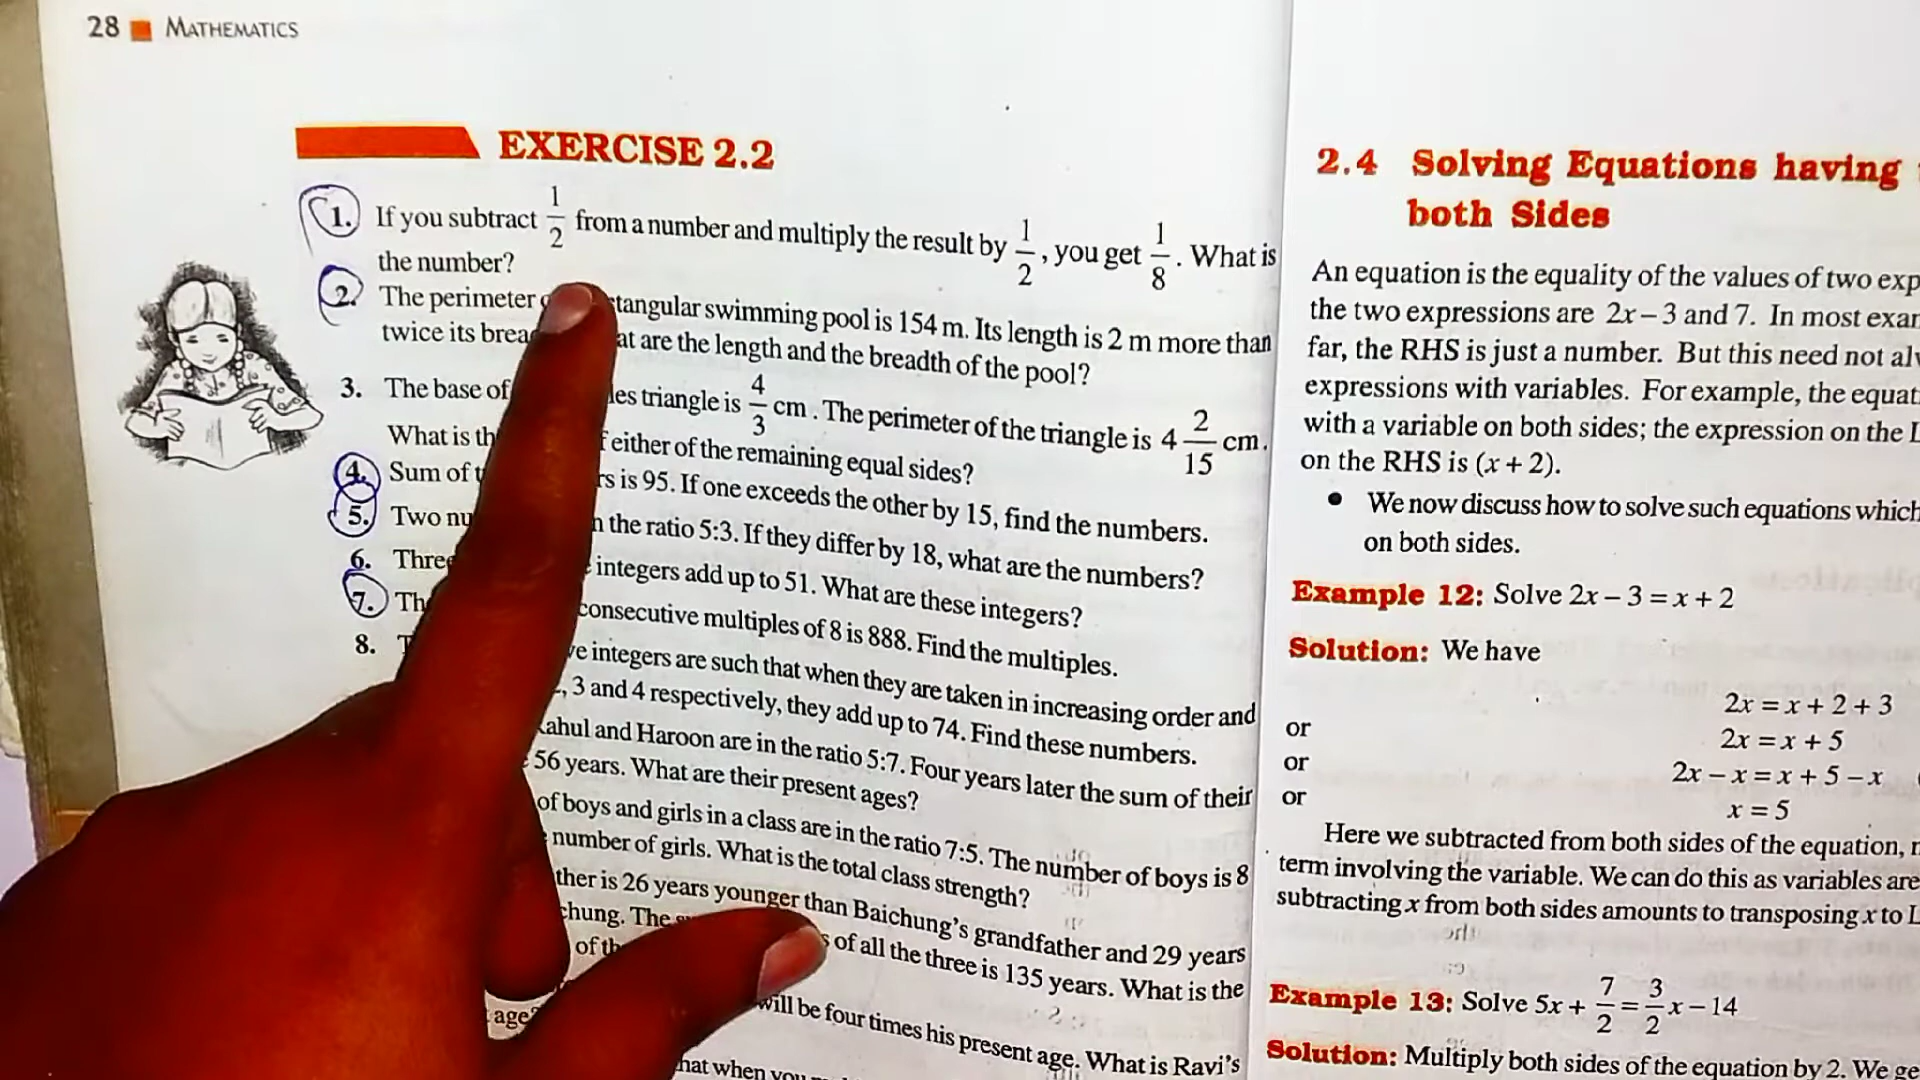 28 MATHEMATICS
EXERCISE 2.2
1. If you subtract 1/2 from a number and multiply the result by 1/2, you get 1/8. What is
the number?
2. The perimeter tangular swimming pool is 154 m. Its length is 2 m more than
twice its at are the length and the breadth of the pool?
3. The base of les triangle is 4/3 cm. The perimeter of the triangle is 4 2/15 cm.
What is either of the remaining equal sides?
4. Sum of rs is 95. If one exceeds the other by 15, find the numbers.
5. Two the ratio 5:3. If they differ by 18, what are the numbers?
6. Three integers add up to 51. What are these integers?
7. consecutive multiples of 8 is 888. Find the multiples.
8. ve integers are such that when they are taken in increasing order and
, 3 and 4 respectively, they add up to 74. Find these numbers.
ahul and Haroon are in the ratio 5:7. Four years later the sum of their
56 years. What are their present ages?
of boys and girls in a class are in the ratio 7:5. The number of boys is 8
number of girls. What is the total class strength?
ther is 26 years younger than Baichung's grandfather and 29 years
chung. The of all the three is 135 years. What is the
of
age
will be four times his present age. What is Ravi's
hat when you
2.4 Solving Equations having
both Sides
An equation is the equality of the values of two exp
the two expressions are 2x – 3 and 7. In most exam
far, the RHS is just a number. But this need not alw
expressions with variables. For example, the equati
with a variable on both sides; the expression on the L
on the RHS is (x + 2).
• We now discuss how to solve such equations which
on both sides.
Example 12: Solve 2x – 3 = x + 2
Solution: We have
2x = x + 2 + 3
or 2x = x + 5
or 2x – x = x + 5 – x
or x = 5
Here we subtracted from both sides of the equation, n
term involving the variable. We can do this as variables are
subtracting x from both sides amounts to transposing x to L
Example 13: Solve 5x + 7/2 = 3/2 x – 14
Solution: Multiply both sides of the equation by 2. We ge